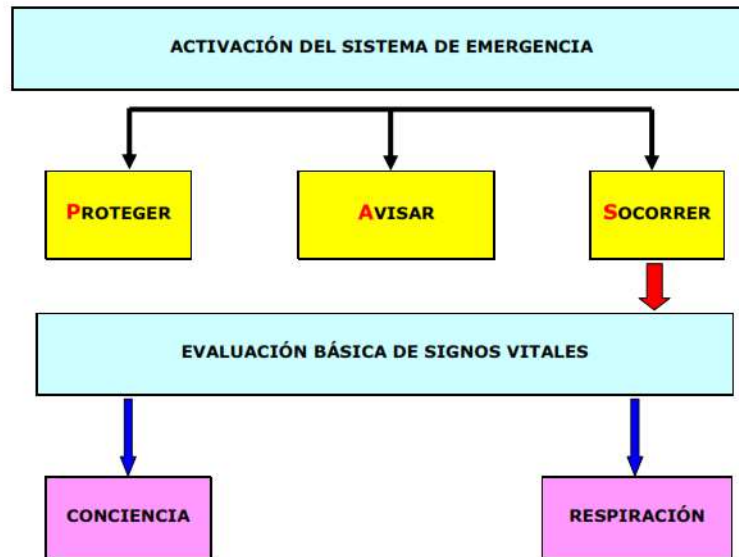 ACTIVACIÓN DEL SISTEMA DE EMERGENCIA
PROTEGER
AVISAR
SOCORRER
EVALUACIÓN BÁSICA DE SIGNOS VITALES
CONCIENCIA
RESPIRACIÓN